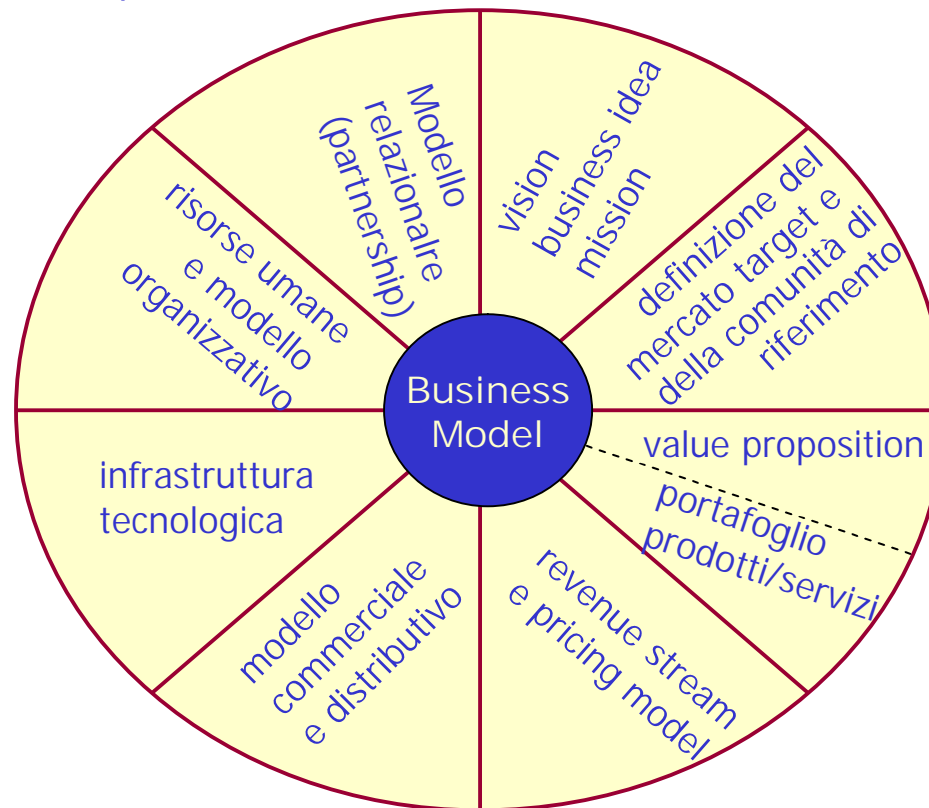 Modello
relazionalre
(partnership)
vision
business idea
mission
definizione del
mercato target e
della comunità di
riferimento
risorse umane
e modello
organizzativo
Business
Model
value proposition
portafoglio
prodotti/servizi
infrastruttura
tecnologica
modello
commerciale
e distributivo
revenue stream
e pricing model